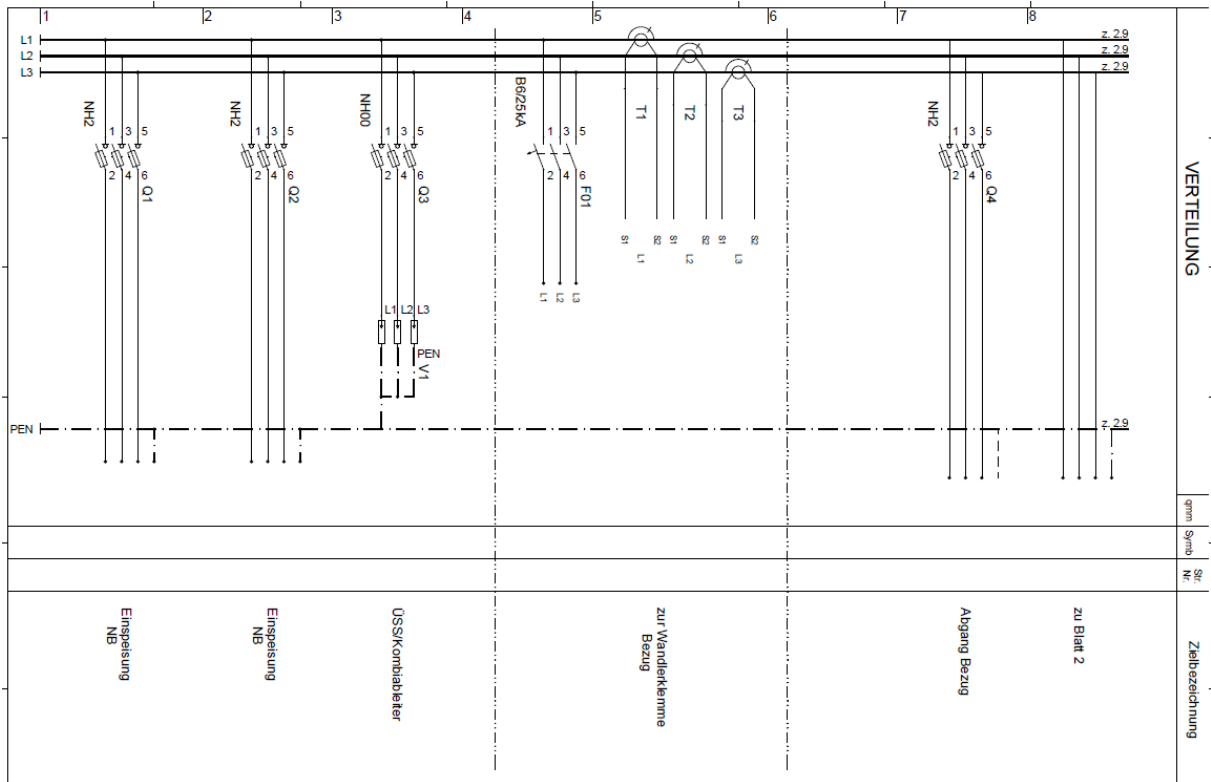 1 2 3 4 5 6 7 8
L1 z. 2.9
L2 z. 2.9
L3 z. 2.9
NH2
1 3 5
2 4 6
Q1
NH2
1 3 5
2 4 6
Q2
NH00
1 3 5
2 4 6
Q3
L1 L2 L3
PEN
V1
B6/25kA
1 3 5
2 4 6
F01
L1 L2 L3
T1
S1 S2
L1
T2
S1 S2
L2
T3
S1 S2
L3
NH2
1 3 5
2 4 6
Q4
PEN z. 2.9
VERTEILUNG
qmm
Symb
Str.
Nr.
Zielbezeichnung
Einspeisung
NB
Einspeisung
NB
ÜSS/Kombiableiter
zur Wandlerklemme
Bezug
Abgang Bezug
zu Blatt 2